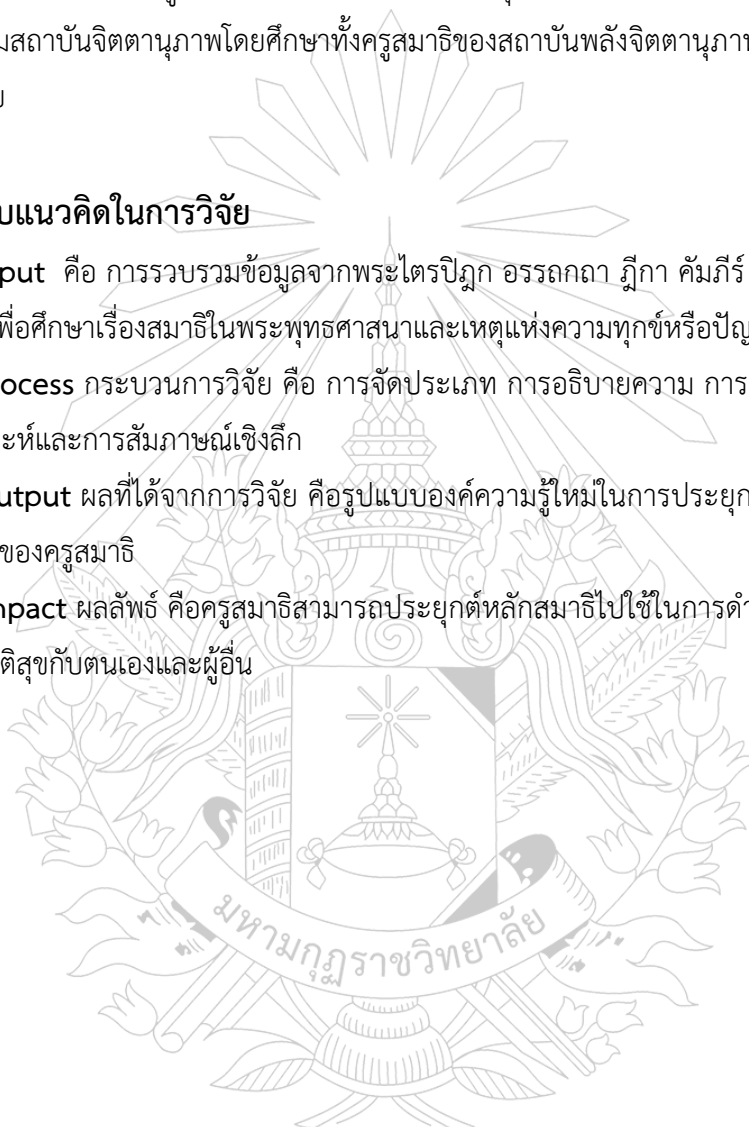 มสถาบันจิตตานุภาพโดยศึกษาทั้งครูสมาธิของสถาบันพลังจิตตานุภาพ
บแนวคิดในการวิจัย
put คือ การรวบรวมข้อมูลจากพระไตรปิฎก อรรถกถา ฎีกา คัมภีร์
พื่อศึกษาเรื่องสมาธิในพระพุทธศาสนาและเหตุแห่งความทุกข์หรือปัญ
ocess กระบวนการวิจัย คือ การจัดประเภท การอธิบายความ การ
ะห์และการสัมภาษณ์เชิงลึก
utput ผลที่ได้จากการวิจัย คือรูปแบบองค์ความรู้ใหม่ในการประยุก
ของครูสมาธิ
mpact ผลลัพธ์ คือครูสมาธิสามารถประยุกต์หลักสมาธิไปใช้ในการดำ
ติสุขกับตนเองและผู้อื่น
มหามกุฏราชวิทยาลัย